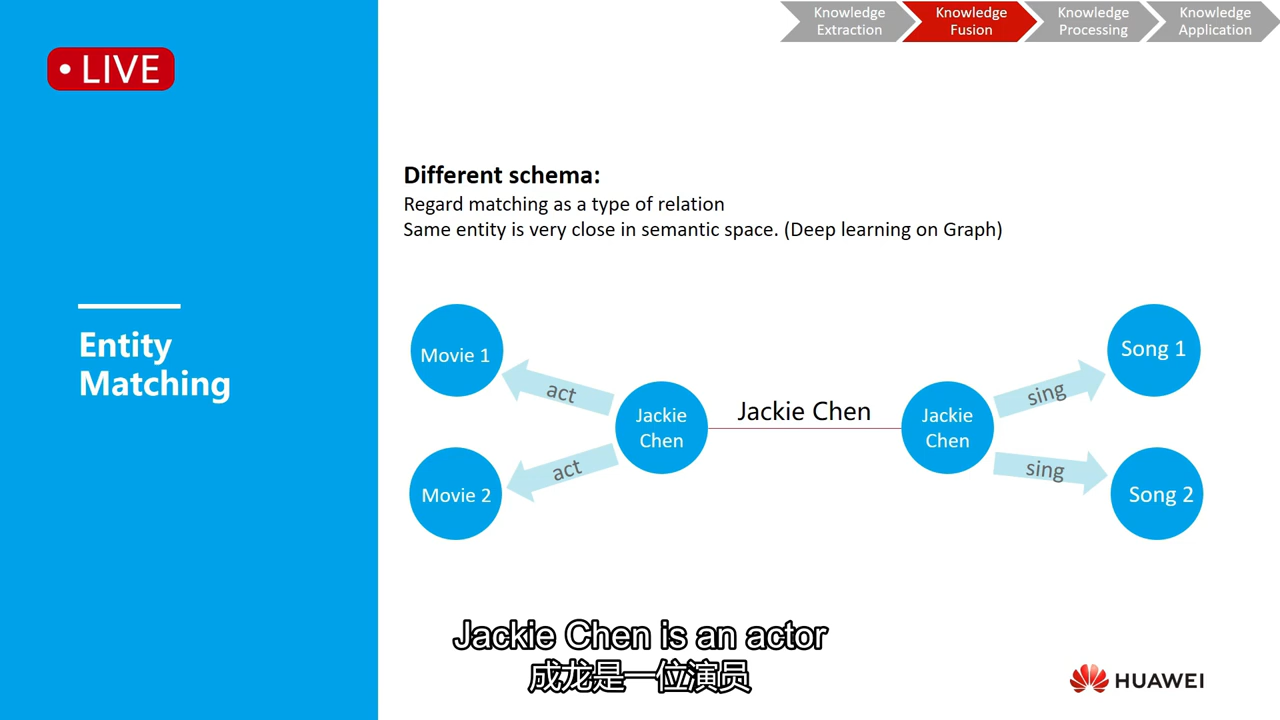 Knowledge
Extraction
Knowledge
Fusion
Knowledge
Processing
Knowledge
Application
• LIVE
Different schema:
Regard matching as a type of relation
Same entity is very close in semantic space. (Deep learning on Graph)
Entity
Matching
Movie 1
act
Movie 2
act
Jackie
Chen
Jackie Chen
Jackie
Chen
sing
Song 1
sing
Song 2
Jackie Chen is an actor
成龙是一位演员
HUAWEI